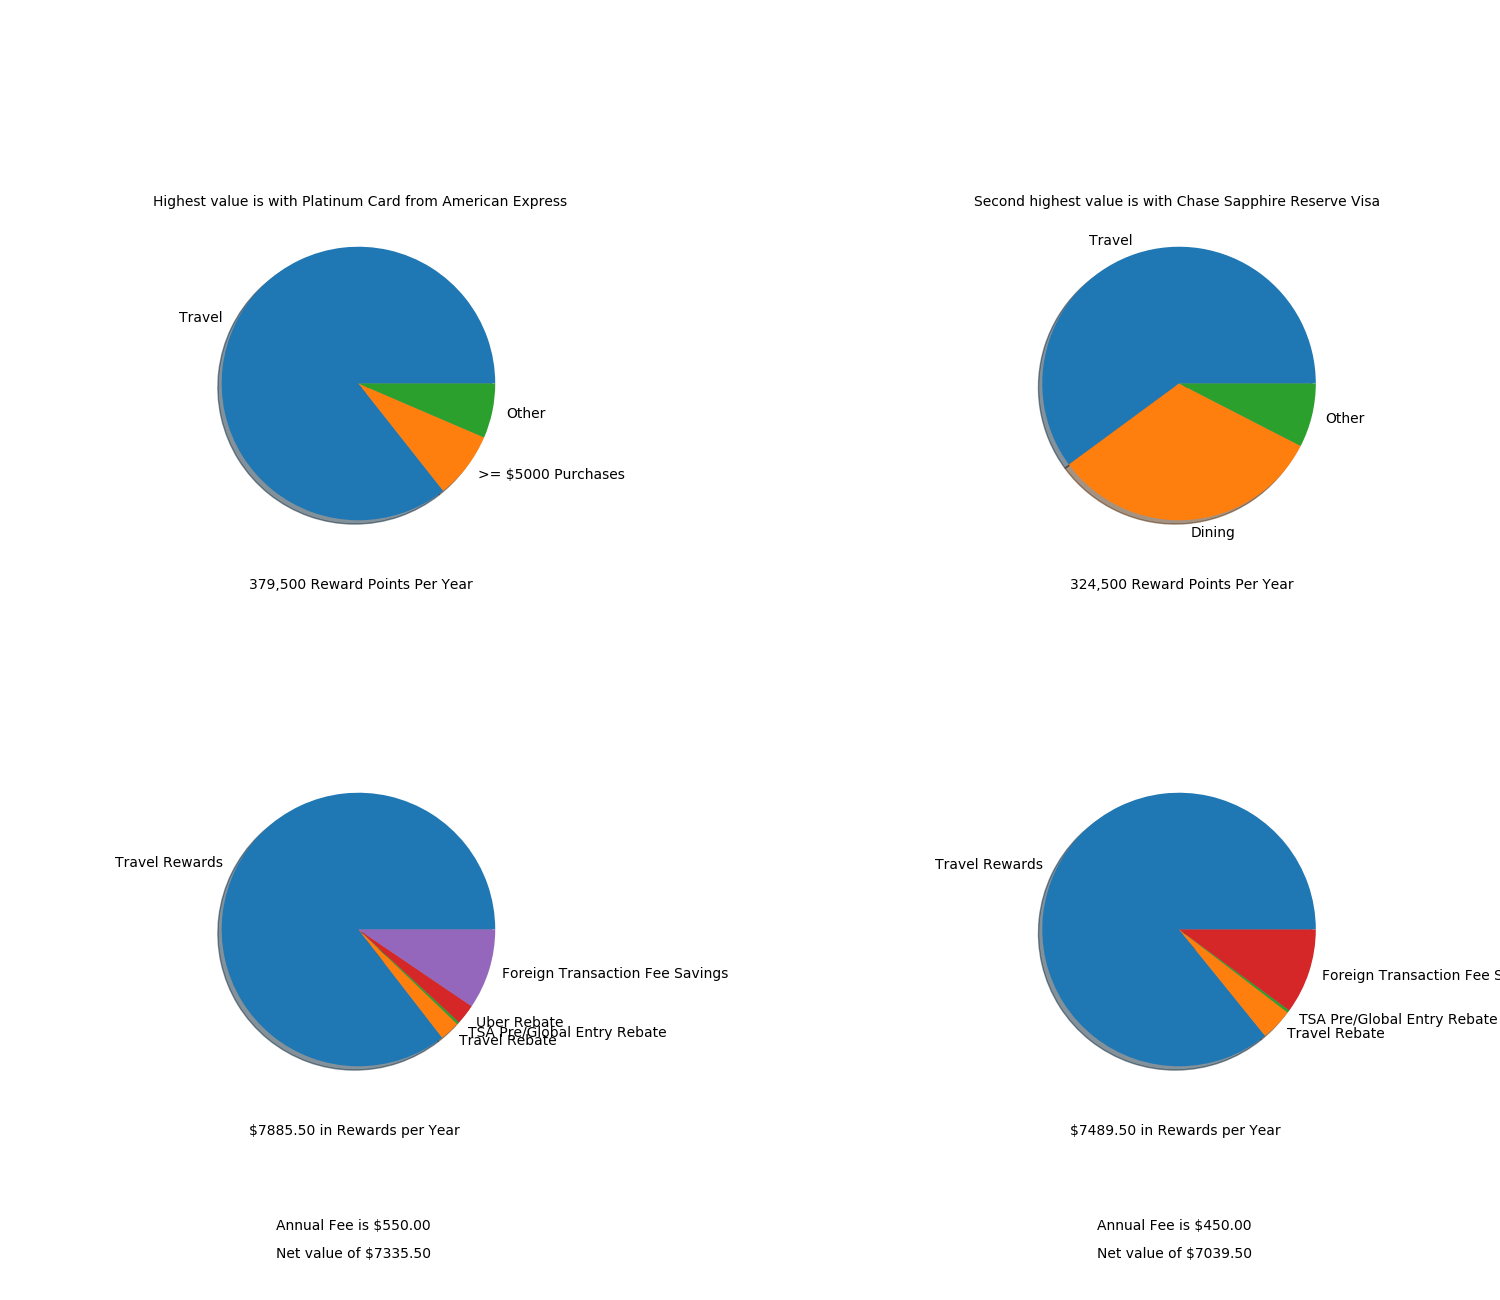 Highest value is with Platinum Card from American Express
Travel
Other
>= $5000 Purchases
379,500 Reward Points Per Year
Second highest value is with Chase Sapphire Reserve Visa
Travel
Other
Dining
324,500 Reward Points Per Year
Travel Rewards
Foreign Transaction Fee Savings
Uber Rebate
TSA Pre/Global Entry Rebate
Travel Rebate
$7885.50 in Rewards per Year
Annual Fee is $550.00
Net value of $7335.50
Travel Rewards
Foreign Transaction Fee S
TSA Pre/Global Entry Rebate
Travel Rebate
$7489.50 in Rewards per Year
Annual Fee is $450.00
Net value of $7039.50